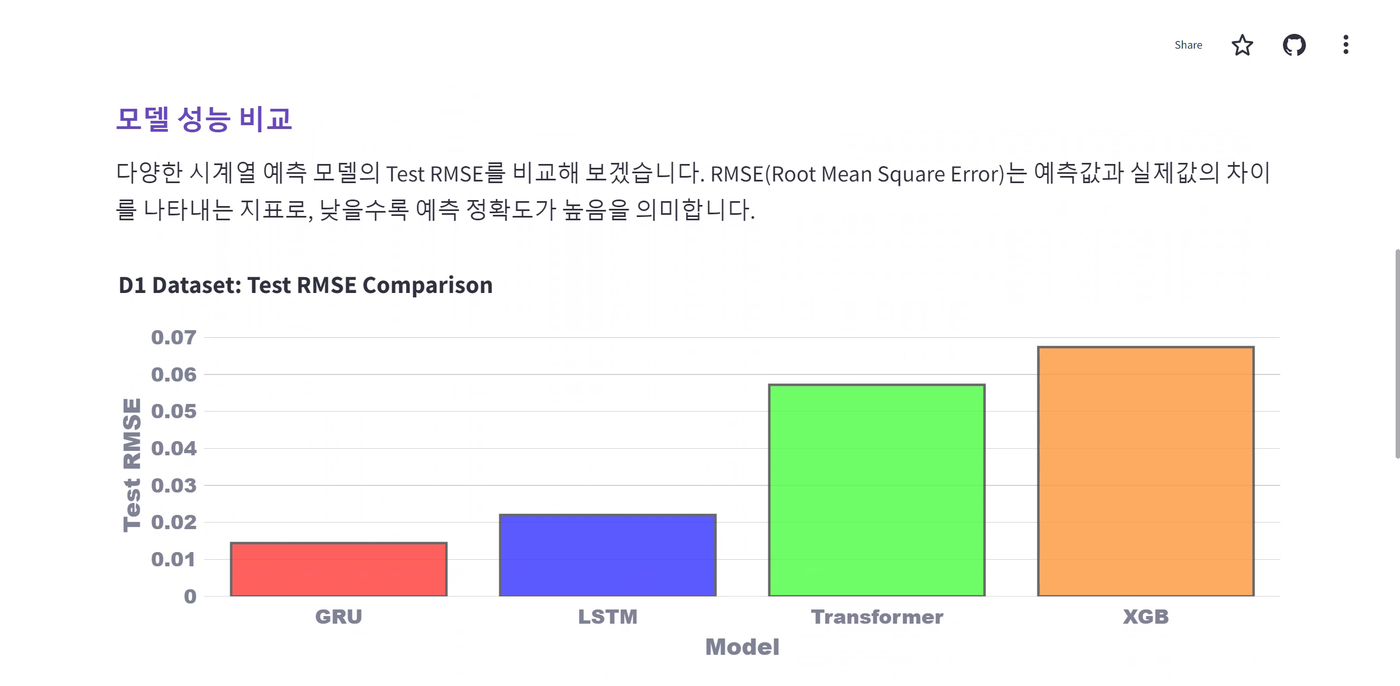 Share
모델 성능 비교
다양한 시계열 예측 모델의 Test RMSE를 비교해 보겠습니다. RMSE(Root Mean Square Error)는 예측값과 실제값의 차이
를 나타내는 지표로, 낮을수록 예측 정확도가 높음을 의미합니다.
D1 Dataset: Test RMSE Comparison
Test RMSE
0.07
0.06
0.05
0.04
0.03
0.02
0.01
0
GRU LSTM Transformer XGB
Model